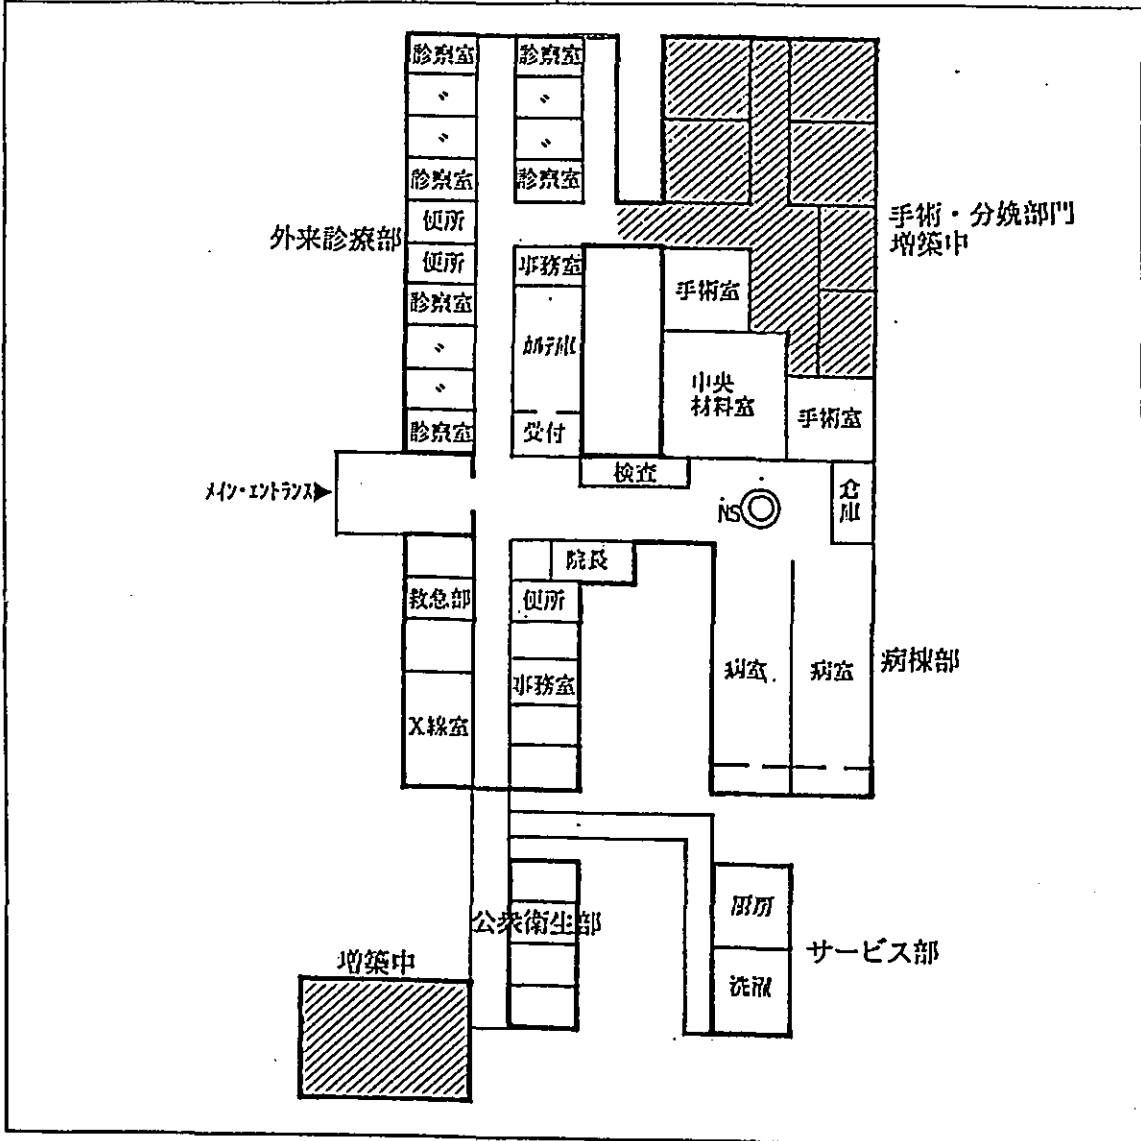 診察室
〃
〃
診察室
便所
便所
診察室
〃
〃
診察室
外来診療部
診察室
〃
〃
診察室
事務室
カルテ庫
受付
手術室
中央
材料室
手術室
手術・分娩部門
増築中
メイン・エントランス
検査
NS
倉庫
院長
救急部
便所
事務室
X線室
病室
病室
病棟部
公衆衛生部
増築中
厨房
洗濯
サービス部